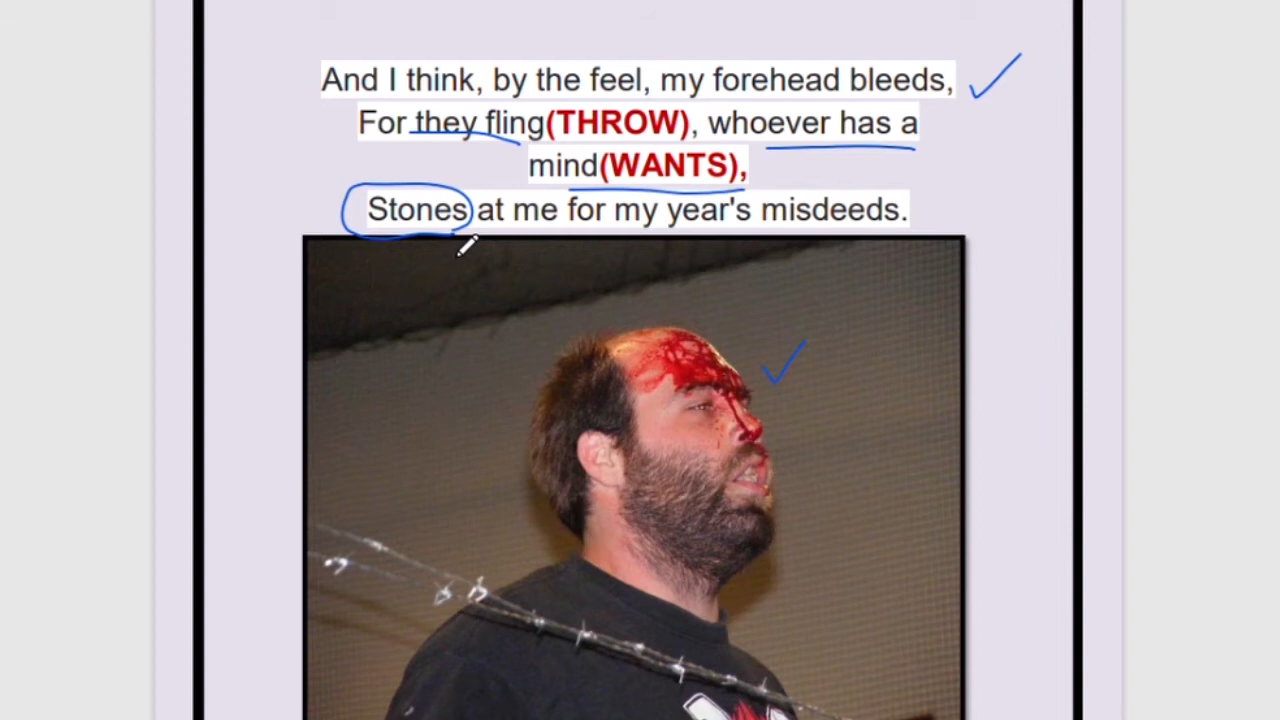 And I think, by the feel, my forehead bleeds,
For they fling(THROW), whoever has a
mind(WANTS),
Stones at me for my year's misdeeds.